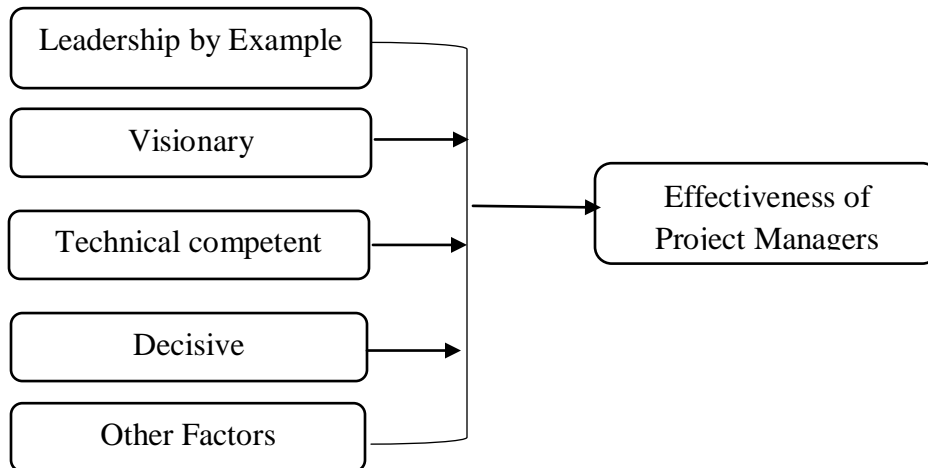 Leadership by Example
Visionary
Technical competent
Decisive
Other Factors
Effectiveness of
Project Managers